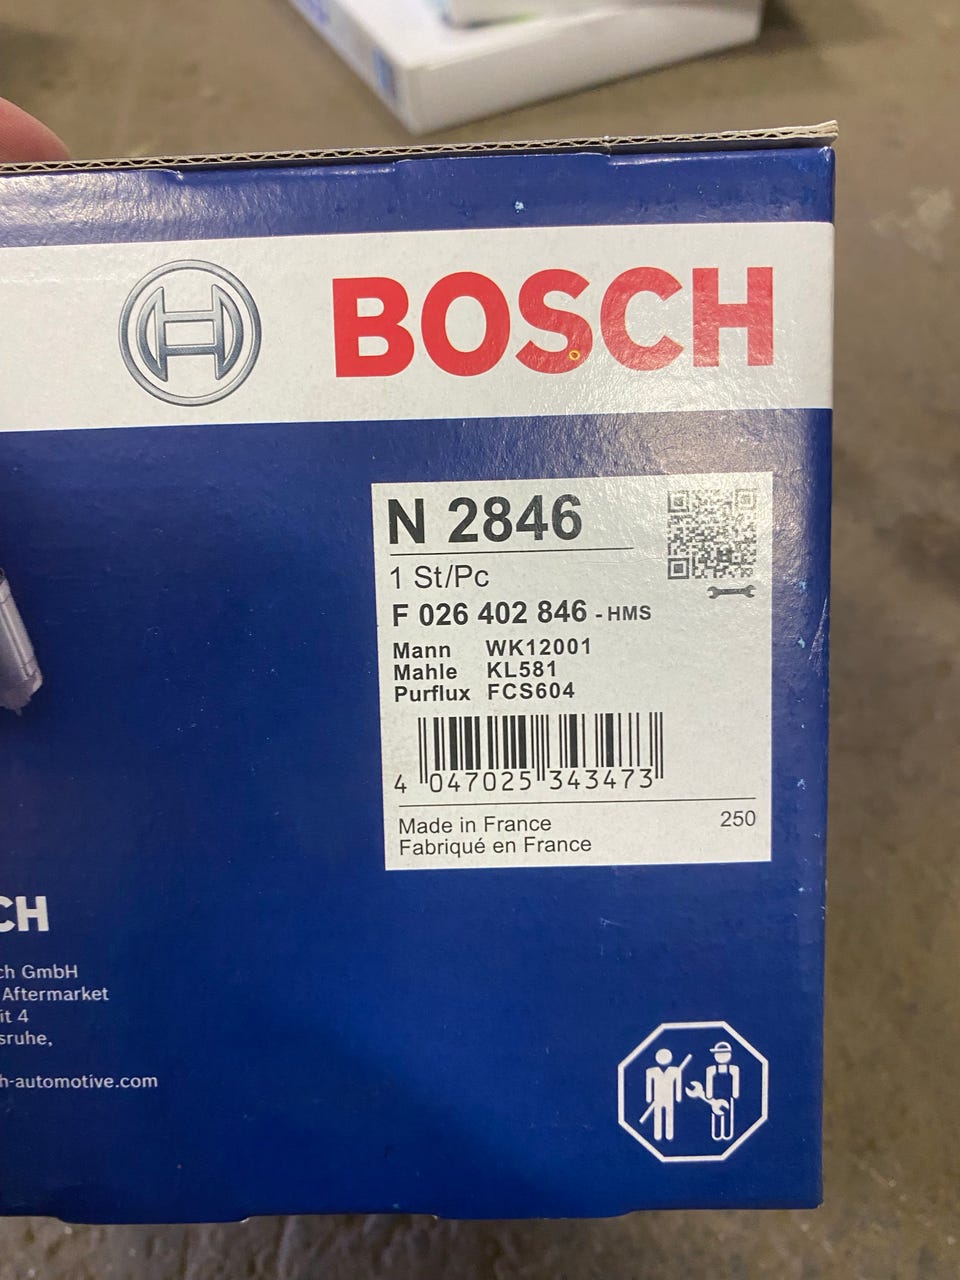 BOSCH
N 2846
1 St/Pc
F 026 402 846 - HMS
Mann WK12001
Mahle KL581
Purflux FCS604
4 047025 343473
Made in France 250
Fabriqué en France
CH
ch GmbH
Aftermarket
it 4
sruhe,
h-automotive.com